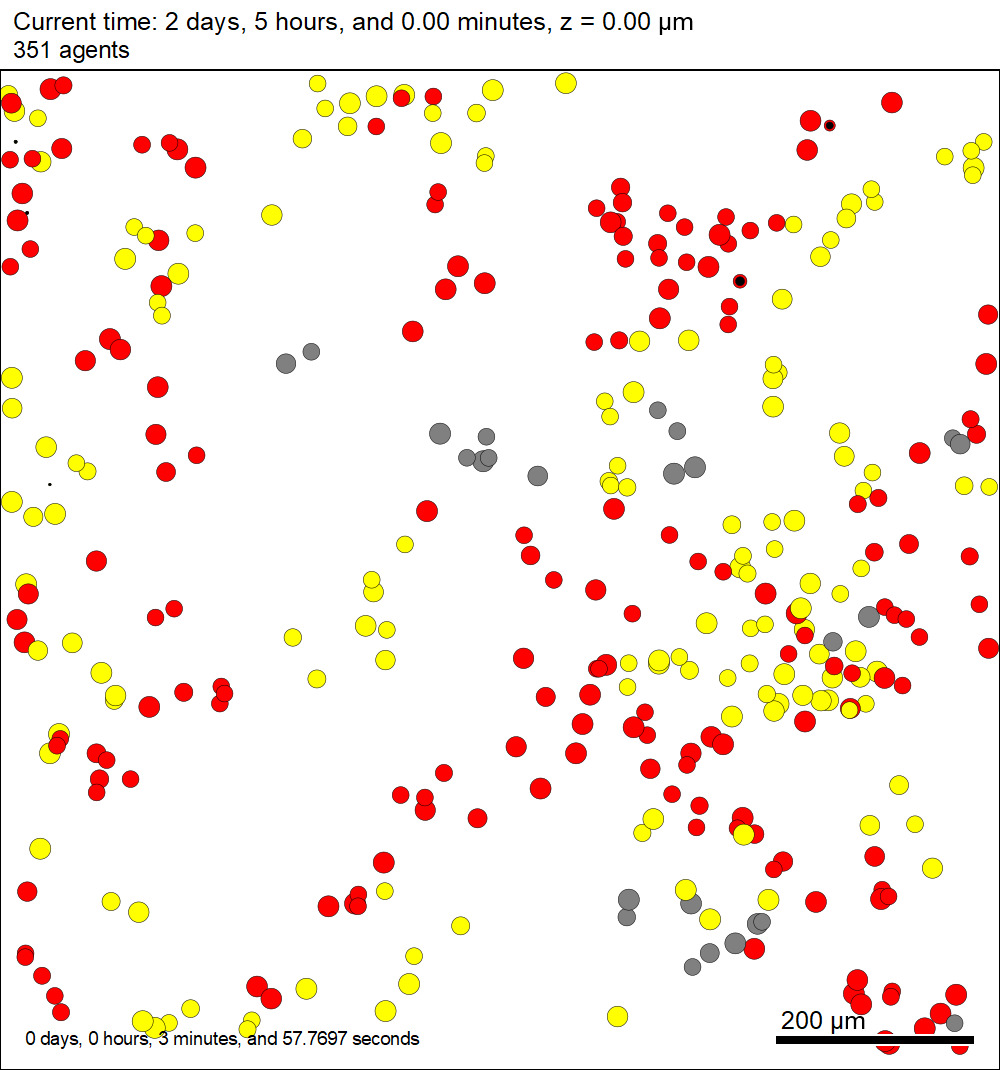 Current time: 2 days, 5 hours, and 0.00 minutes, z = 0.00 µm
351 agents
200 µm
0 days, 0 hours, 3 minutes, and 57.7697 seconds